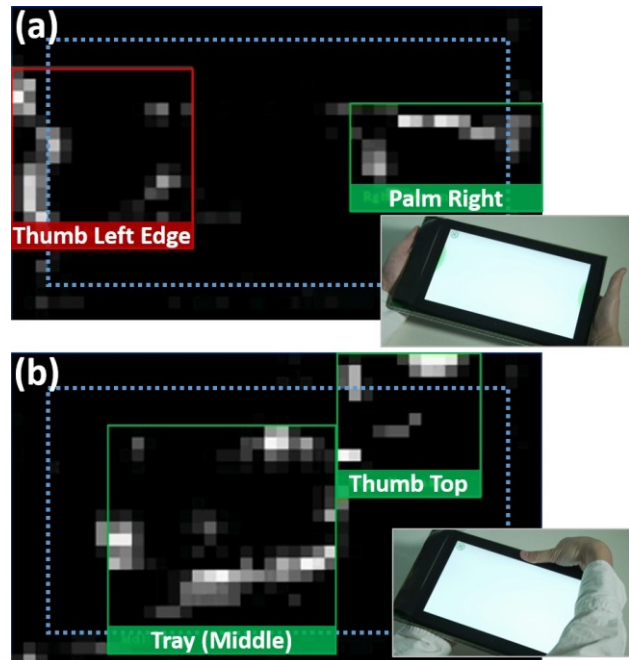 (a)
Thumb Left Edge
Palm Right
(b)
Thumb Top
Tray (Middle)